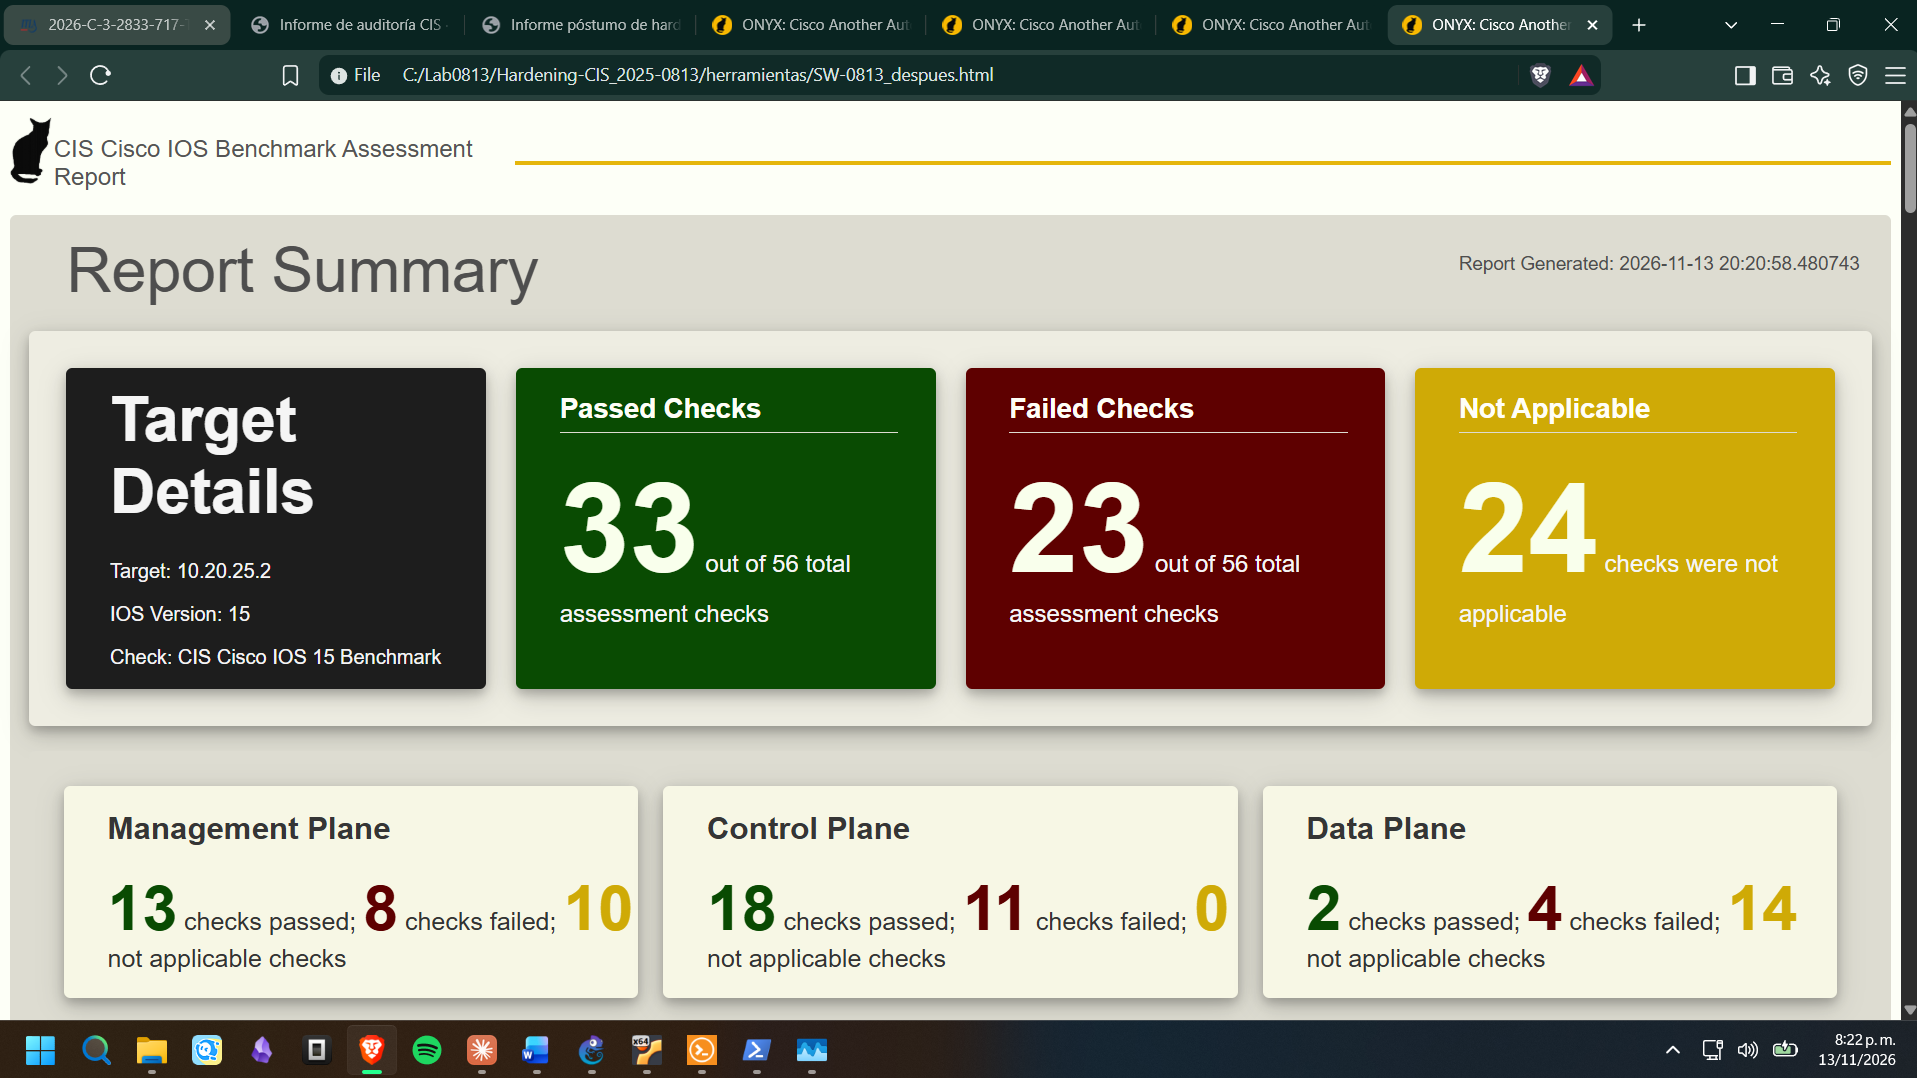 2026-C-3-2833-717-
Informe de auditoría CIS
Informe póstumo de hard
ONYX: Cisco Another Aut
ONYX: Cisco Another Aut
ONYX: Cisco Another Aut
ONYX: Cisco Another
File C:/Lab0813/Hardening-CIS_2025-0813/herramientas/SW-0813_despues.html
CIS Cisco IOS Benchmark Assessment
Report
Report Summary
Report Generated: 2026-11-13 20:20:58.480743
Target
Details
Target: 10.20.25.2
IOS Version: 15
Check: CIS Cisco IOS 15 Benchmark
Passed Checks
33 out of 56 total
assessment checks
Failed Checks
23 out of 56 total
assessment checks
Not Applicable
24 checks were not
applicable
Management Plane
13 checks passed; 8 checks failed; 10
not applicable checks
Control Plane
18 checks passed; 11 checks failed; 0
not applicable checks
Data Plane
2 checks passed; 4 checks failed; 14
not applicable checks
x64
W
8:22 p. m.
13/11/2026